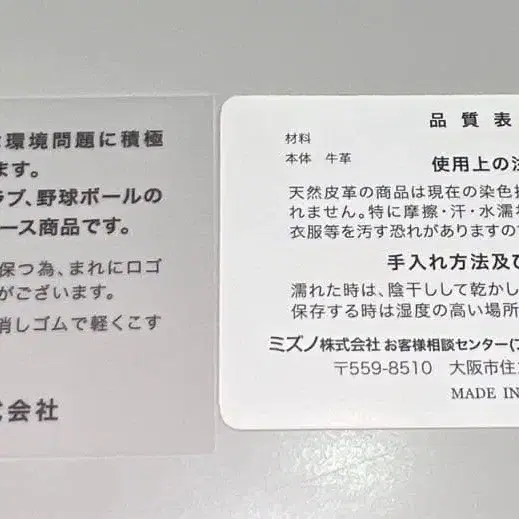 環境問題に積極
ます。
ラブ、野球ボールの
ース商品です。
保つ為、まれにロゴ
がございます。
消しゴムで軽くこす
式会社
品質表
材料
本体 牛革
使用上の注
天然皮革の商品は現在の染色
れません。特に摩擦・汗・水濡
衣服等を汚す恐れがありますの
手入れ方法及び
濡れた時は、陰干しして乾かし
保存する時は湿度の高い場所
ミズノ株式会社 お客様相談センター(フ
〒559-8510 大阪市住
MADE IN